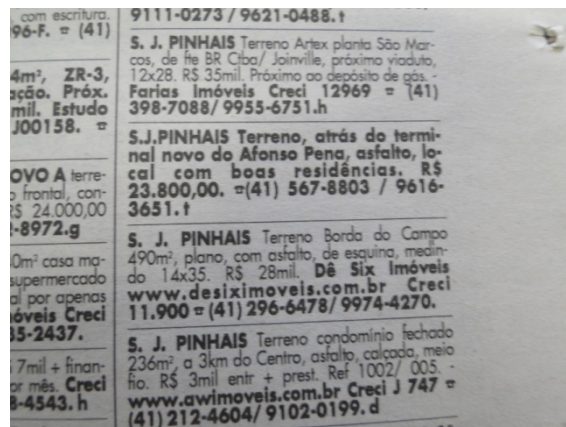 com escritura.
96-F. ☎ (41)
4m², ZR-3,
ação. Próx.
mil. Estudo
J00158. ☎
OVO A terre-
o frontal, con-
R$ 24.000,00
-8972.g
0m² casa ma-
supermercado
al por apenas
óveis Creci
35-2437.
7mil + finan-
or mês. Creci
-4543.h
9111-0273 / 9621-0488.t
S. J. PINHAIS Terreno Artex planta São Mar-
cos, de fte BR Ctba/ Joinville, próximo viaduto,
12x28. R$ 35mil. Próximo ao depósito de gás. -
Farias Imóveis Creci 12969 ☎ (41)
398-7088/ 9955-6751.h
S.J.PINHAIS Terreno, atrás do termi-
nal novo do Afonso Pena, asfalto, lo-
cal com boas residências. R$
23.800,00. ☎(41) 567-8803 / 9616-
3651.t
S. J. PINHAIS Terreno Borda do Campo
490m², plano, com asfalto, de esquina, medin-
do 14x35. R$ 28mil. Dê Six Imóveis
www.desiximoveis.com.br Creci
11.900 ☎ (41) 296-6478/ 9974-4270.
S. J. PINHAIS Terreno condomínio fechado
236m², a 3km do Centro, asfalto, calçada, meio
fio. R$ 3mil entr + prest. Ref 1002/ 005. -
www.awimoveis.com.br Creci J 747 ☎
(41) 212-4604/ 9102-0199.d